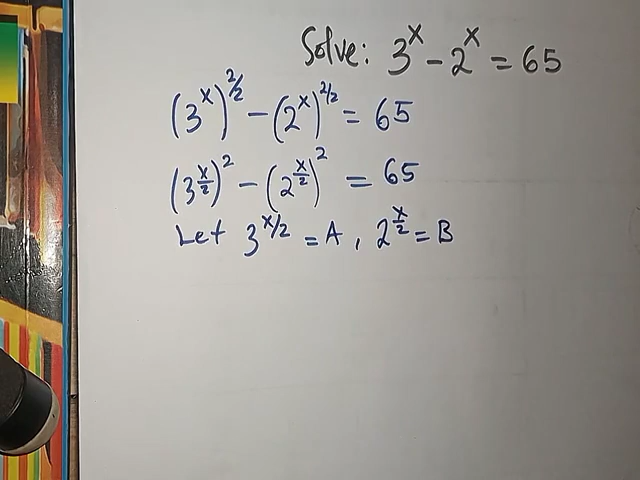 Solve: 3^x - 2^x = 65
(3^x)^{2/2} - (2^x)^{2/2} = 65
(3^{x/2})^2 - (2^{x/2})^2 = 65
Let 3^{x/2} = A, 2^{x/2} = B